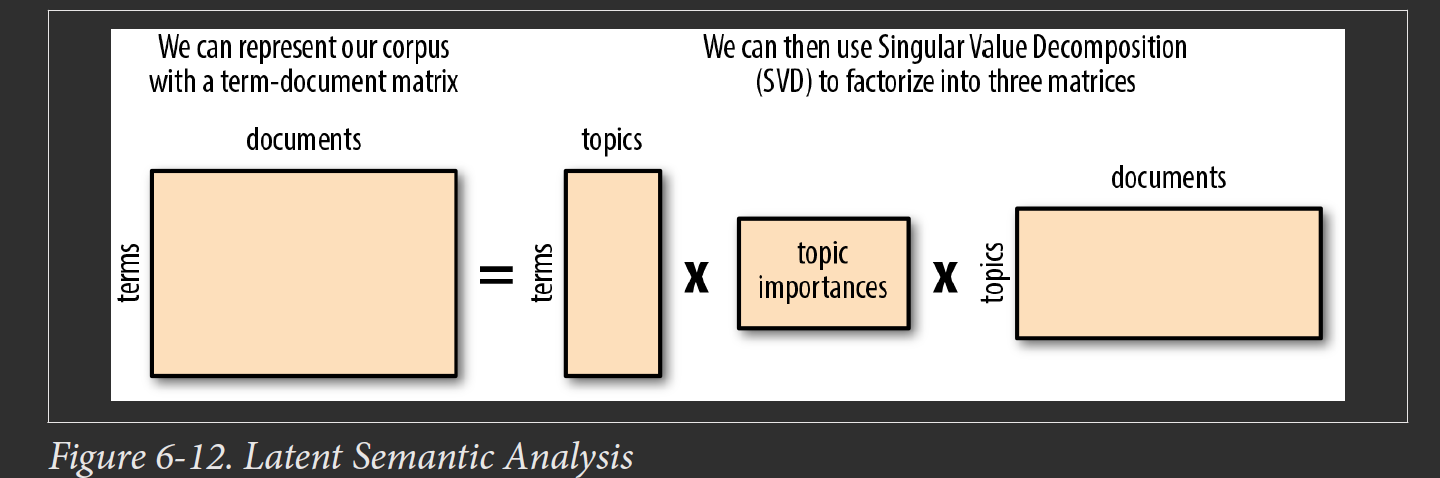 We can represent our corpus
with a term-document matrix
We can then use Singular Value Decomposition
(SVD) to factorize into three matrices
documents
terms
=
topics
terms
x
topic
importances
x
documents
topics
Figure 6-12. Latent Semantic Analysis